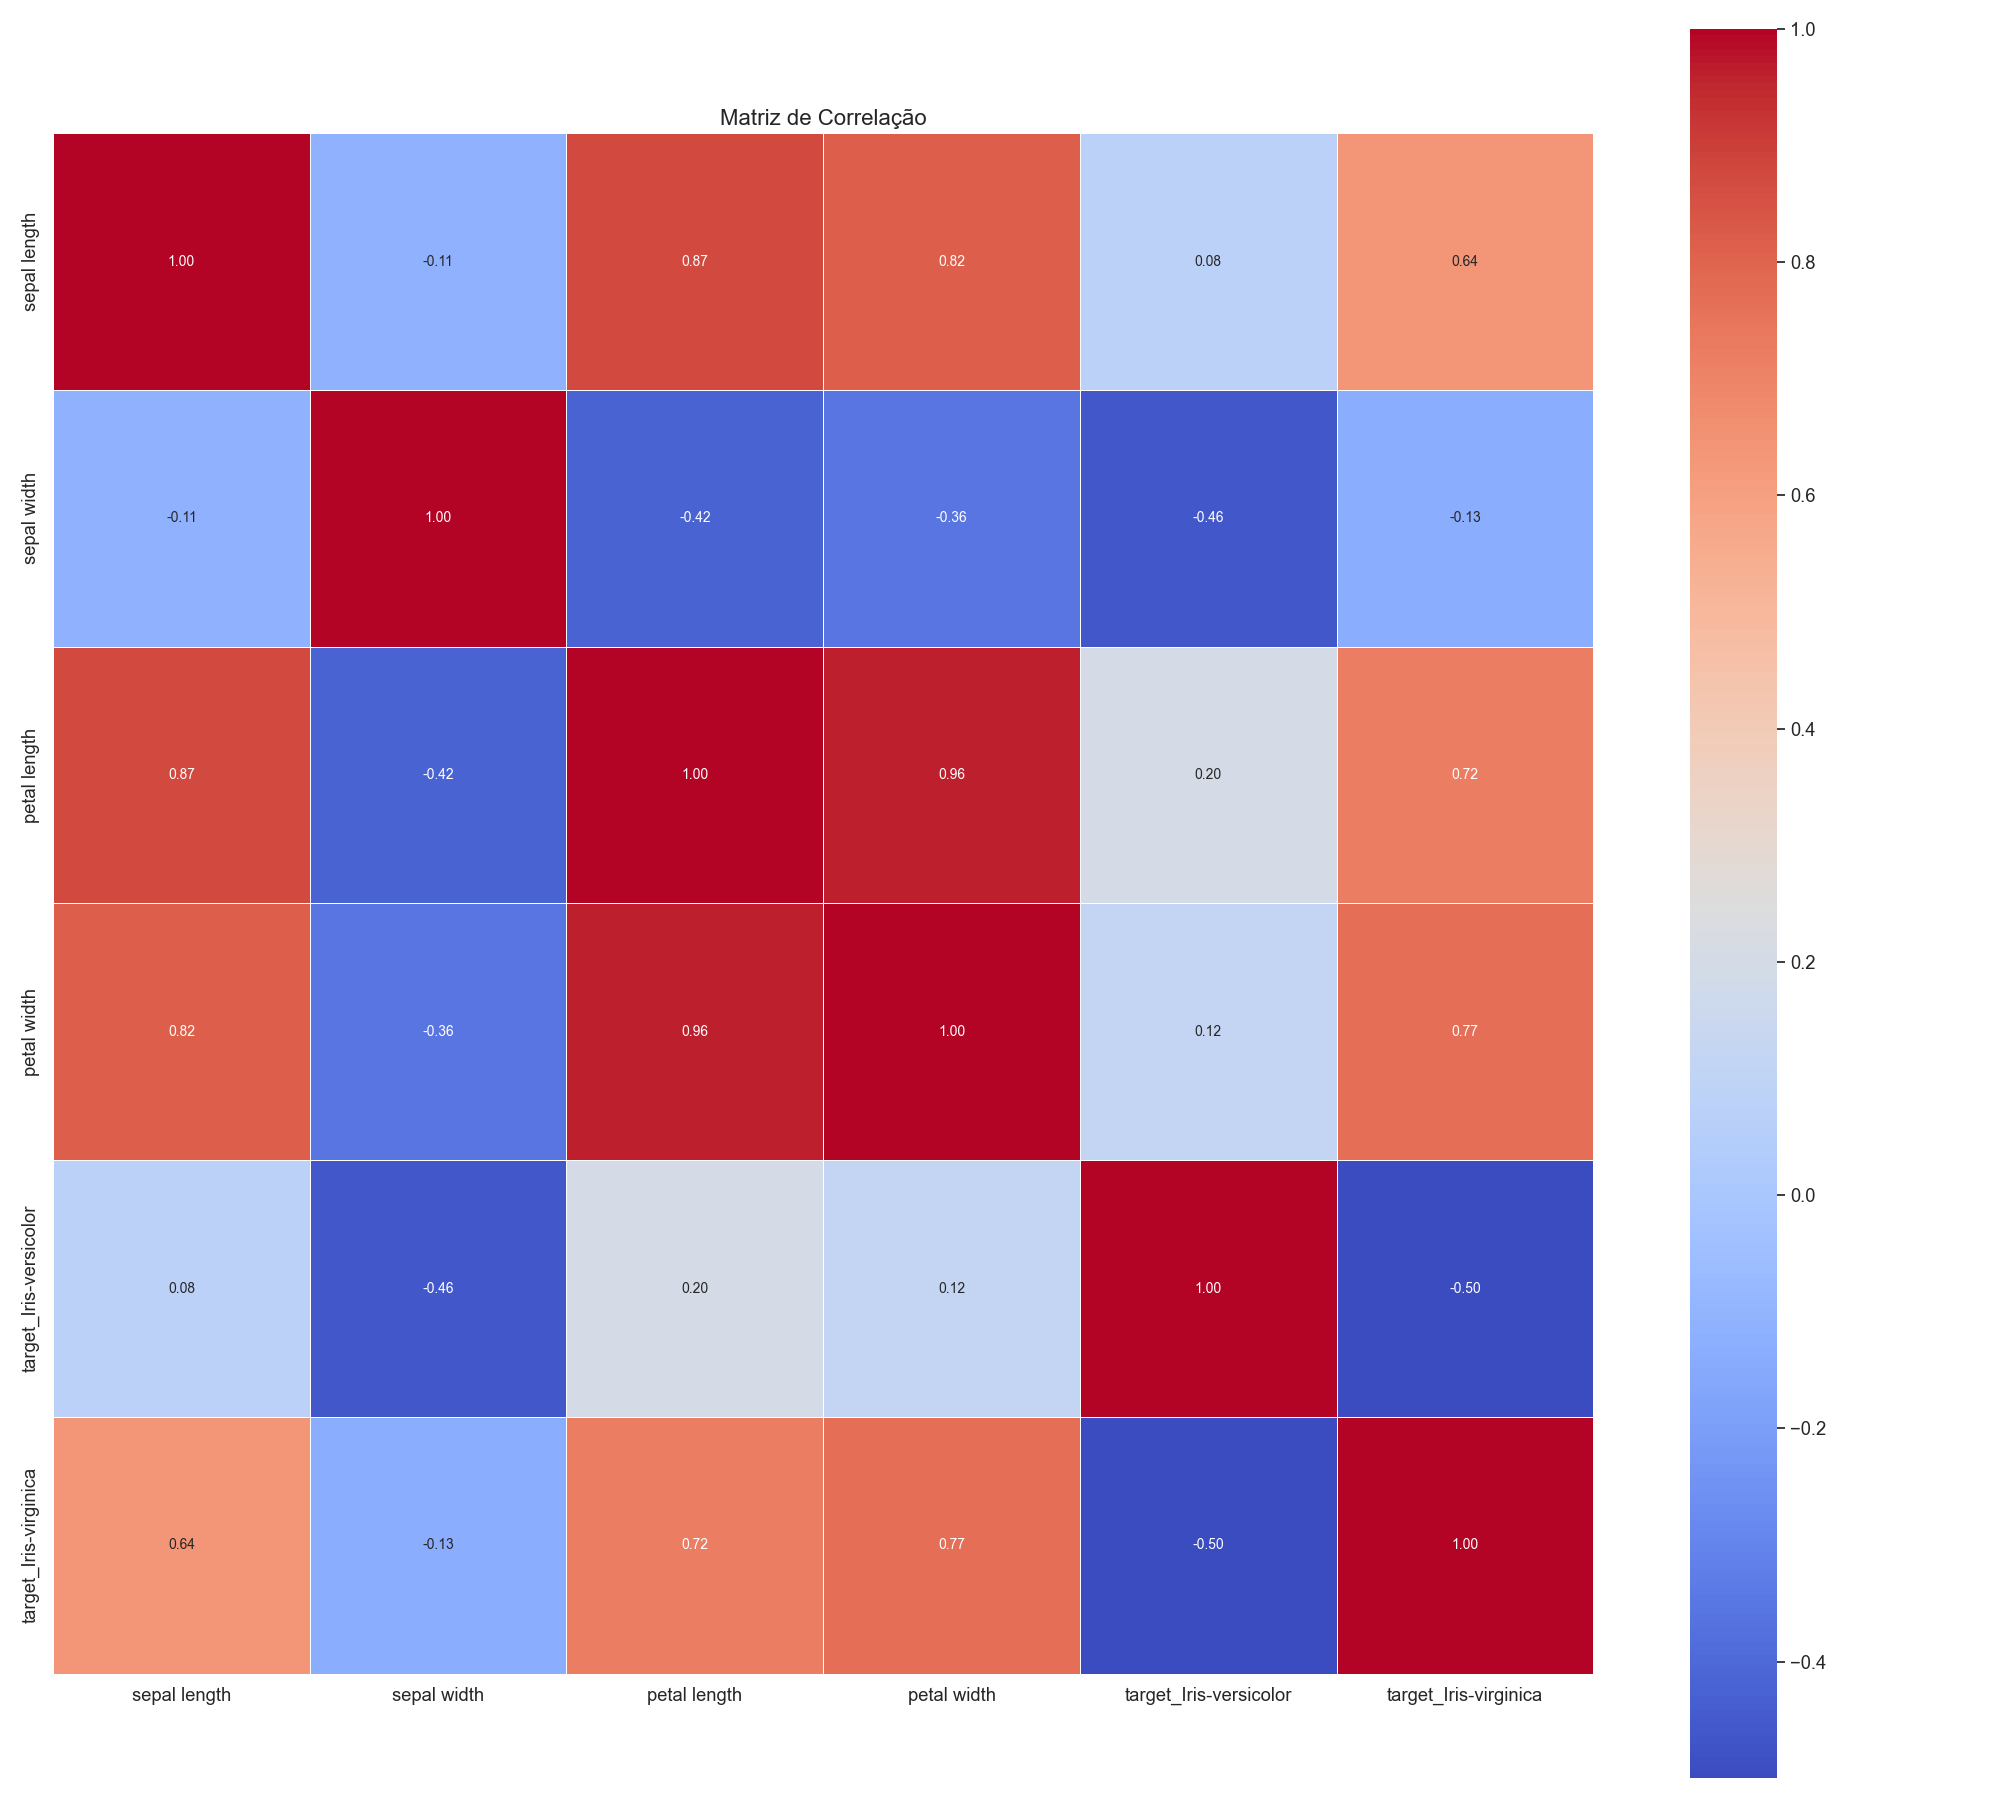 Matriz de Correlação
sepal length 1.00 -0.11 0.87 0.82 0.08 0.64
sepal width -0.11 1.00 -0.42 -0.36 -0.46 -0.13
petal length 0.87 -0.42 1.00 0.96 0.20 0.72
petal width 0.82 -0.36 0.96 1.00 0.12 0.77
target_Iris-versicolor 0.08 -0.46 0.20 0.12 1.00 -0.50
target_Iris-virginica 0.64 -0.13 0.72 0.77 -0.50 1.00
sepal length sepal width petal length petal width target_Iris-versicolor target_Iris-virginica
1.0
0.8
0.6
0.4
0.2
0.0
−0.2
−0.4